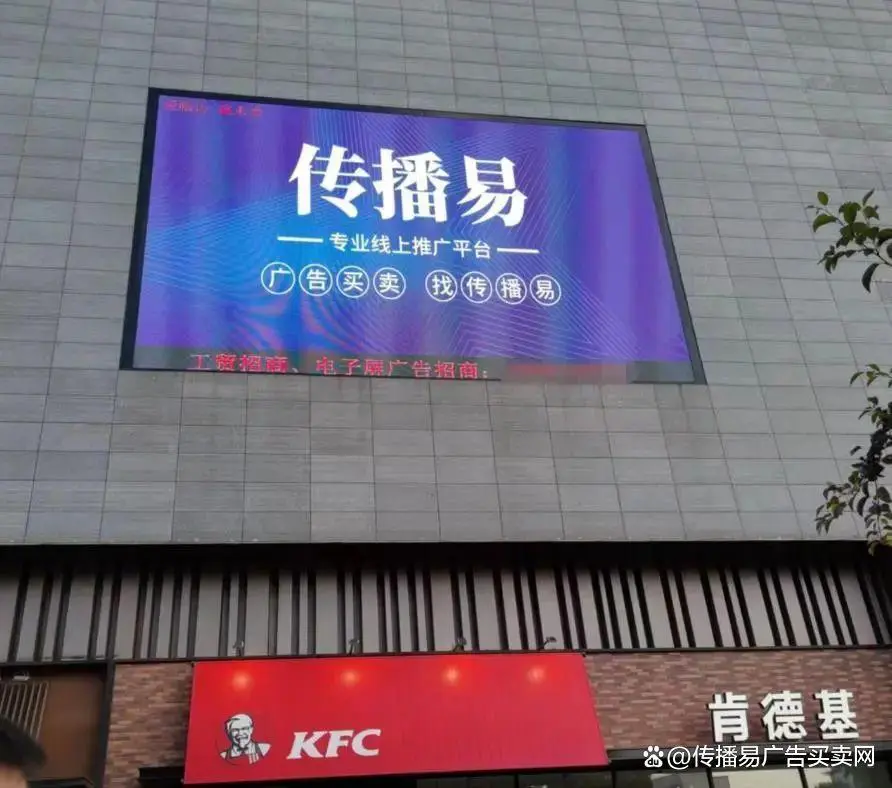 传播易
专业线上推广平台
广告买卖 找传播易
工贸招商、电子屏广告招商：
KFC
肯德基
@传播易广告买卖网